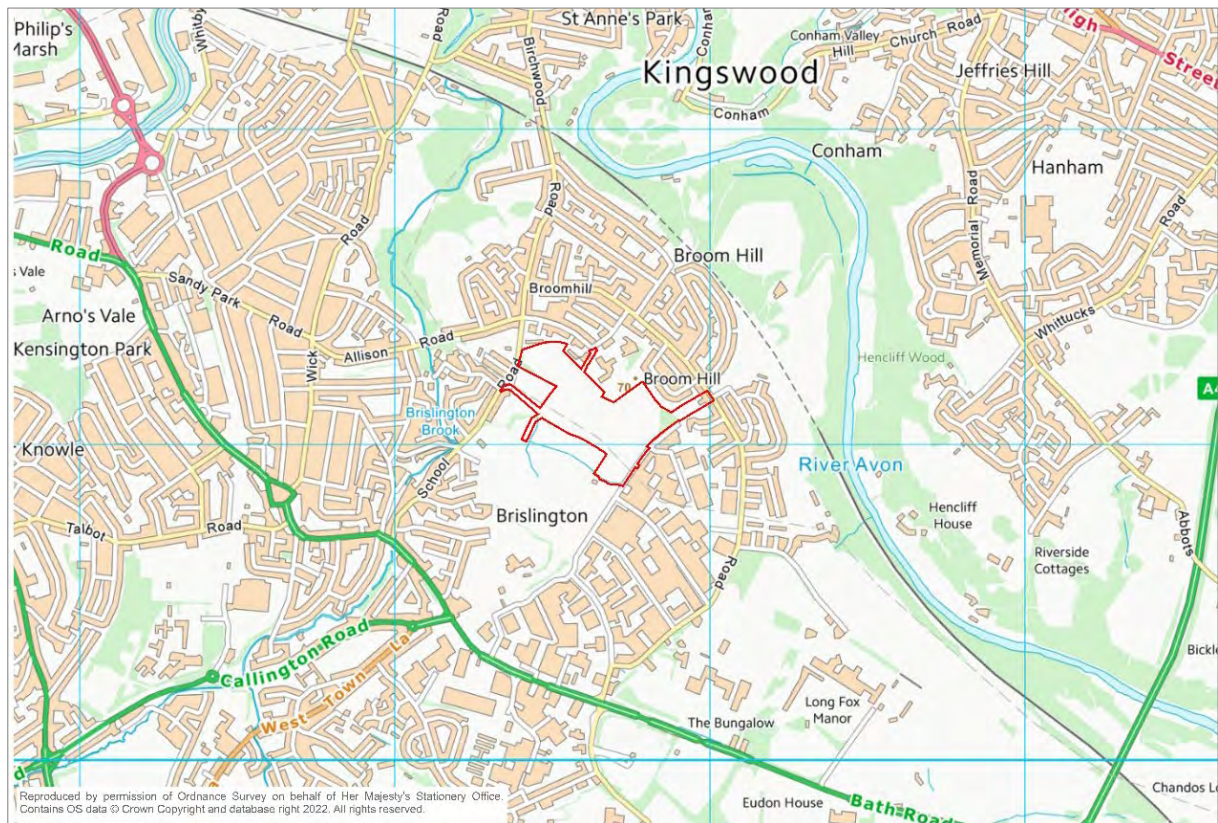 Philip's
Marsh
Whitby
Road
St Anne's Park
Birchwood
Road
Conham
Conham Valley
Hill
Church Road
High
Street
Kingswood
Jeffries Hill
Conham
Conham
Hanham
Memorial Road
Road
Road
s Vale
Sandy Park
Road
Road
Arno's Vale
Kensington Park
Wick
Allison Road
Broomhill
Broom Hill
Whittucks
Hencliff Wood
Road
70
Broom Hill
A4
Brislington
Brook
Knowle
School
River Avon
Talbot
Road
Brislington
Hencliff
House
Abbots
Riverside
Cottages
Road
Callington Road
West Town La
Bickle
Long Fox
Manor
The Bungalow
d
Chandos Lo
Eudon House
Bath Road
Reproduced by permission of Ordnance Survey on behalf of Her Majesty's Stationery Office.
Contains OS data © Crown Copyright and database right 2022. All rights reserved.